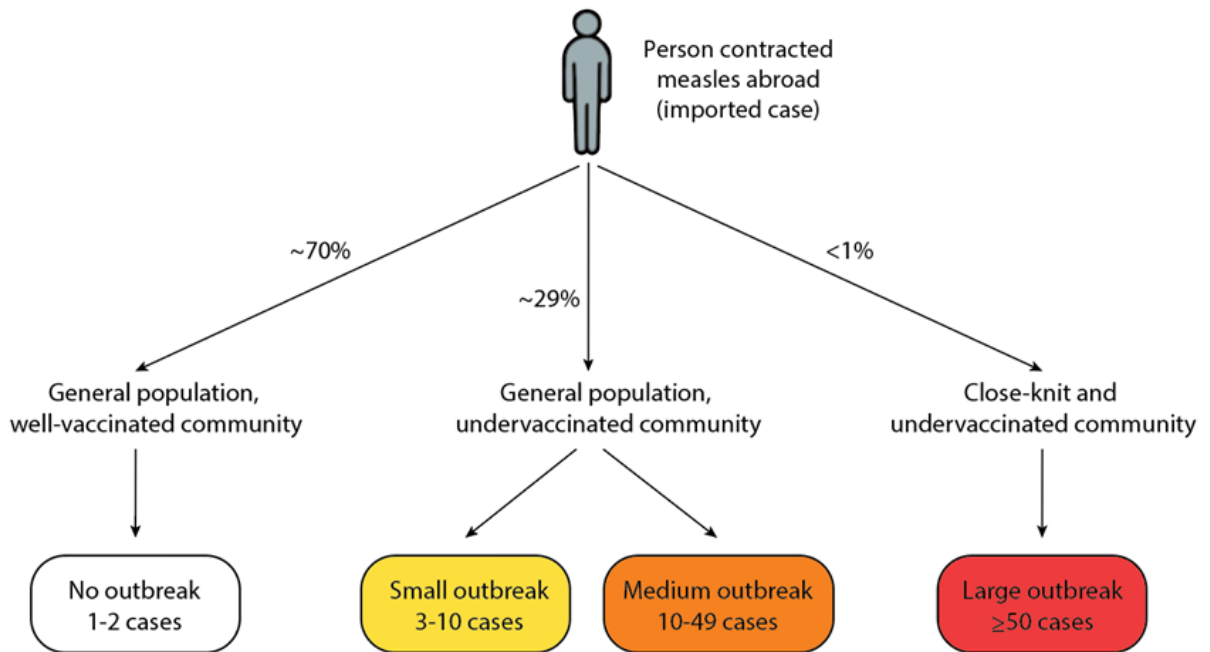 Person contracted
measles abroad
(imported case)
~70%
~29%
<1%
General population,
well-vaccinated community
General population,
undervaccinated community
Close-knit and
undervaccinated community
No outbreak
1-2 cases
Small outbreak
3-10 cases
Medium outbreak
10-49 cases
Large outbreak
≥50 cases